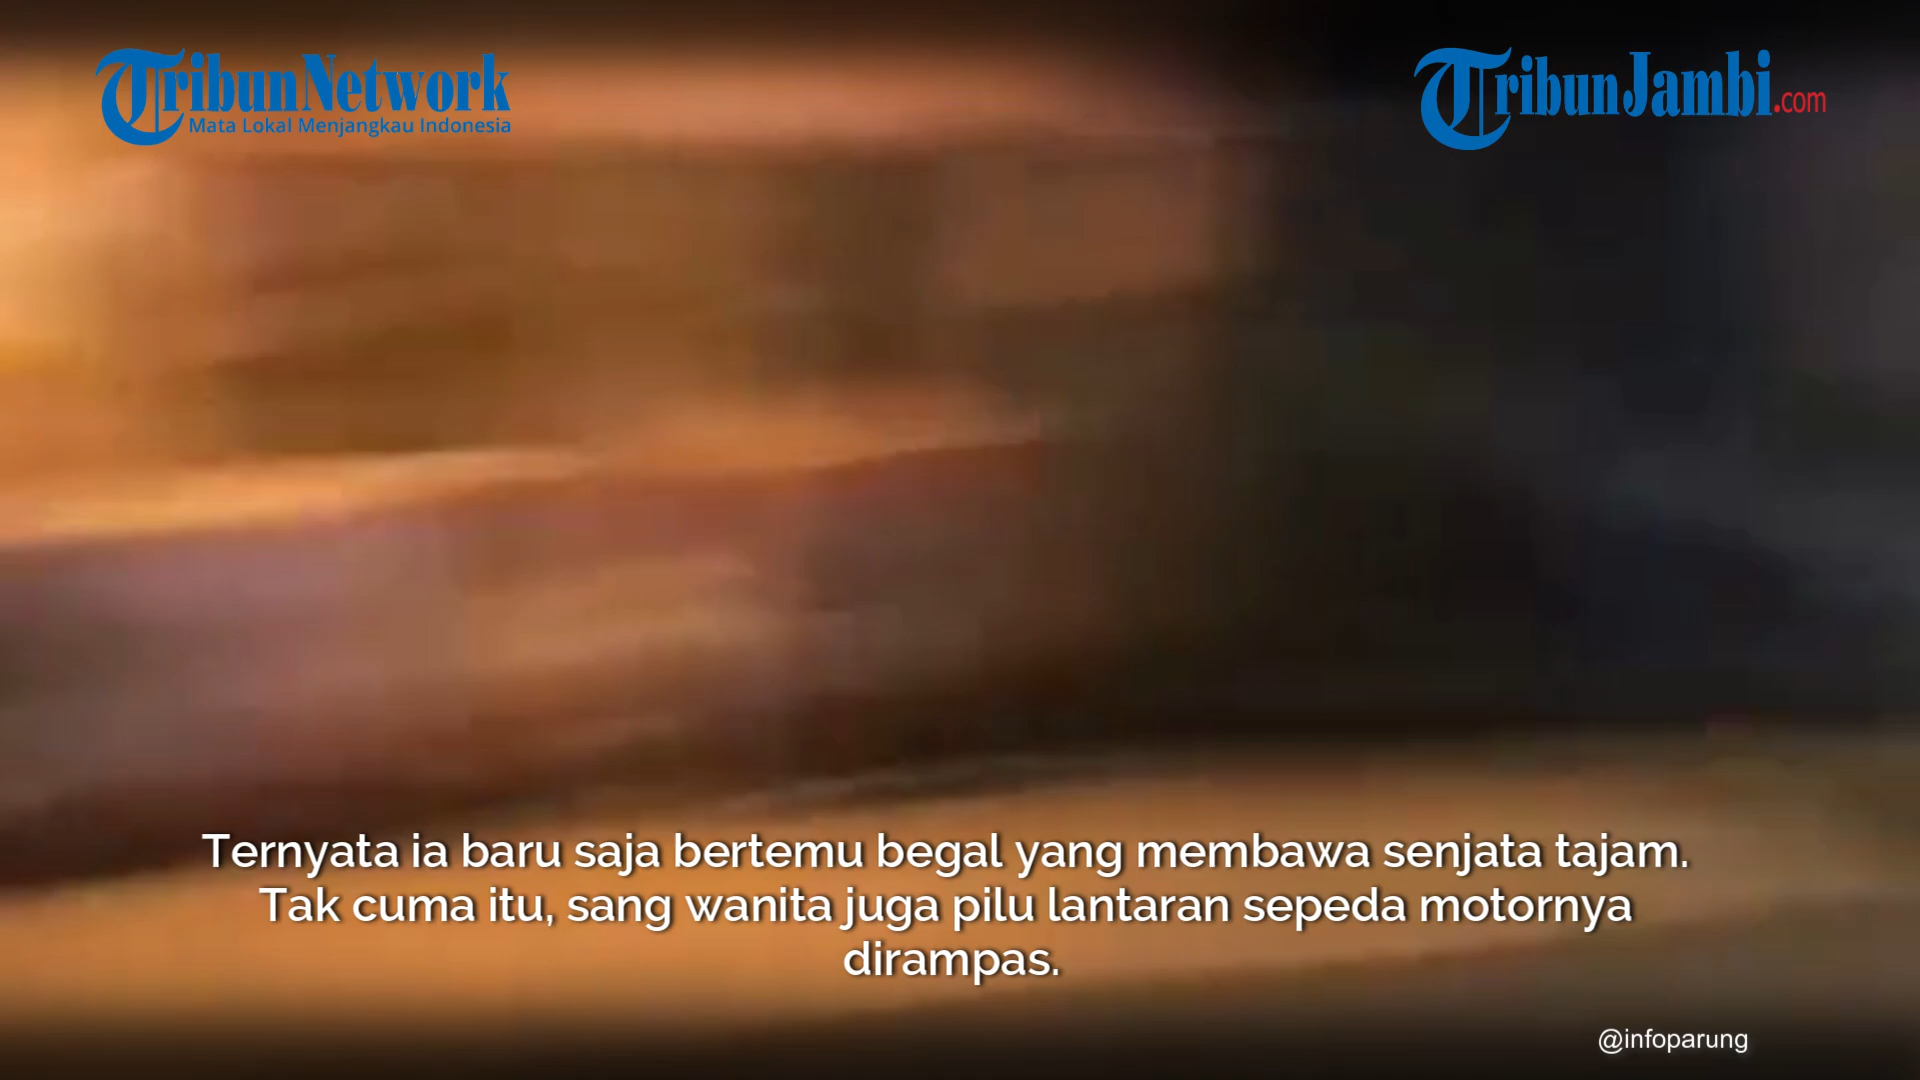 TribunNetwork
Mata Lokal Menjangkau Indonesia
TribunJambi.com
Ternyata ia baru saja bertemu begal yang membawa senjata tajam.
Tak cuma itu, sang wanita juga pilu lantaran sepeda motornya
dirampas.
@infoparung